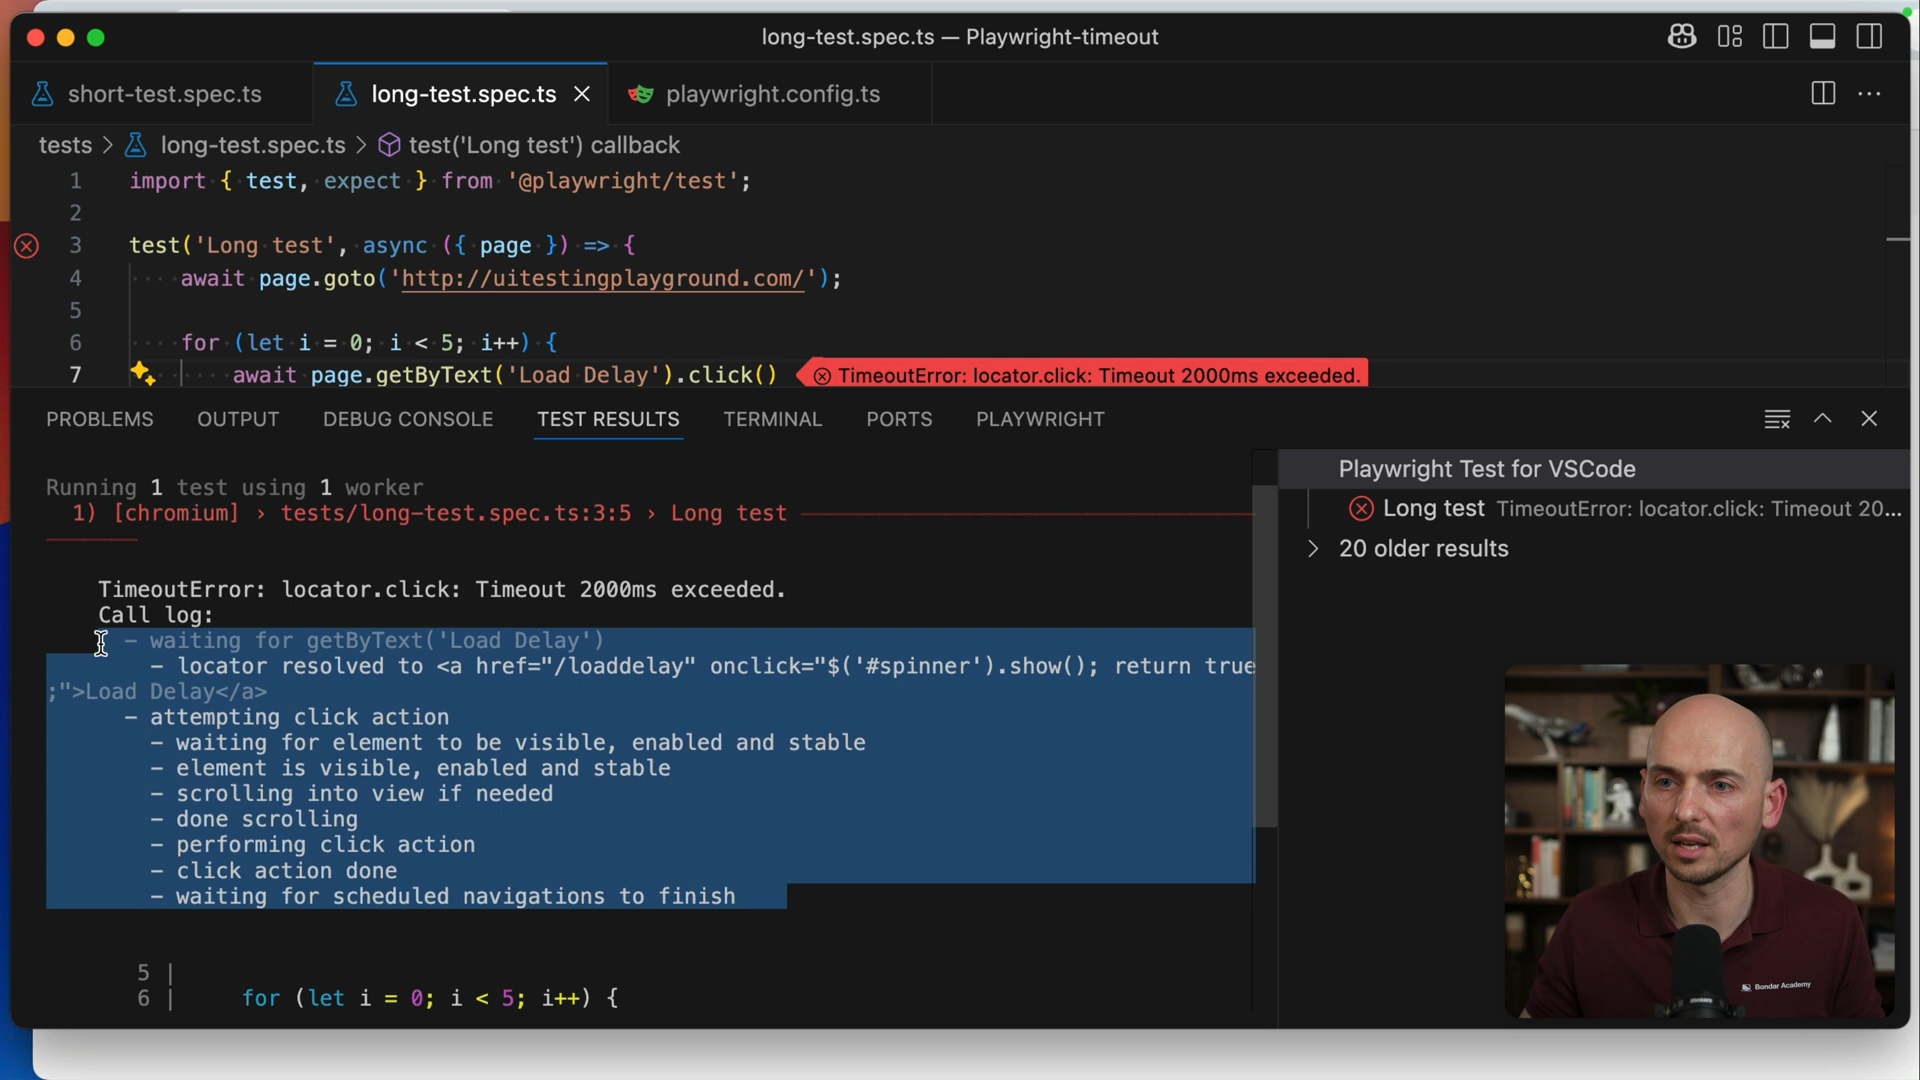 long-test.spec.ts — Playwright-timeout
short-test.spec.ts
long-test.spec.ts
playwright.config.ts
tests > long-test.spec.ts > test('Long test') callback
1 import { test, expect } from '@playwright/test';
2
3 test('Long test', async ({ page }) => {
4 await page.goto('http://uitestingplayground.com/');
5
6 for (let i = 0; i < 5; i++) {
7 await page.getByText('Load Delay').click() TimeoutError: locator.click: Timeout 2000ms exceeded.
PROBLEMS OUTPUT DEBUG CONSOLE TEST RESULTS TERMINAL PORTS PLAYWRIGHT
Running 1 test using 1 worker
1) [chromium] › tests/long-test.spec.ts:3:5 › Long test
TimeoutError: locator.click: Timeout 2000ms exceeded.
Call log:
- waiting for getByText('Load Delay')
- locator resolved to <a href="/loaddelay" onclick="$('#spinner').show(); return true
;">Load Delay</a>
- attempting click action
- waiting for element to be visible, enabled and stable
- element is visible, enabled and stable
- scrolling into view if needed
- done scrolling
- performing click action
- click action done
- waiting for scheduled navigations to finish
5 |
6 | for (let i = 0; i < 5; i++) {
Playwright Test for VSCode
Long test TimeoutError: locator.click: Timeout 20...
20 older results
Bondar Academy